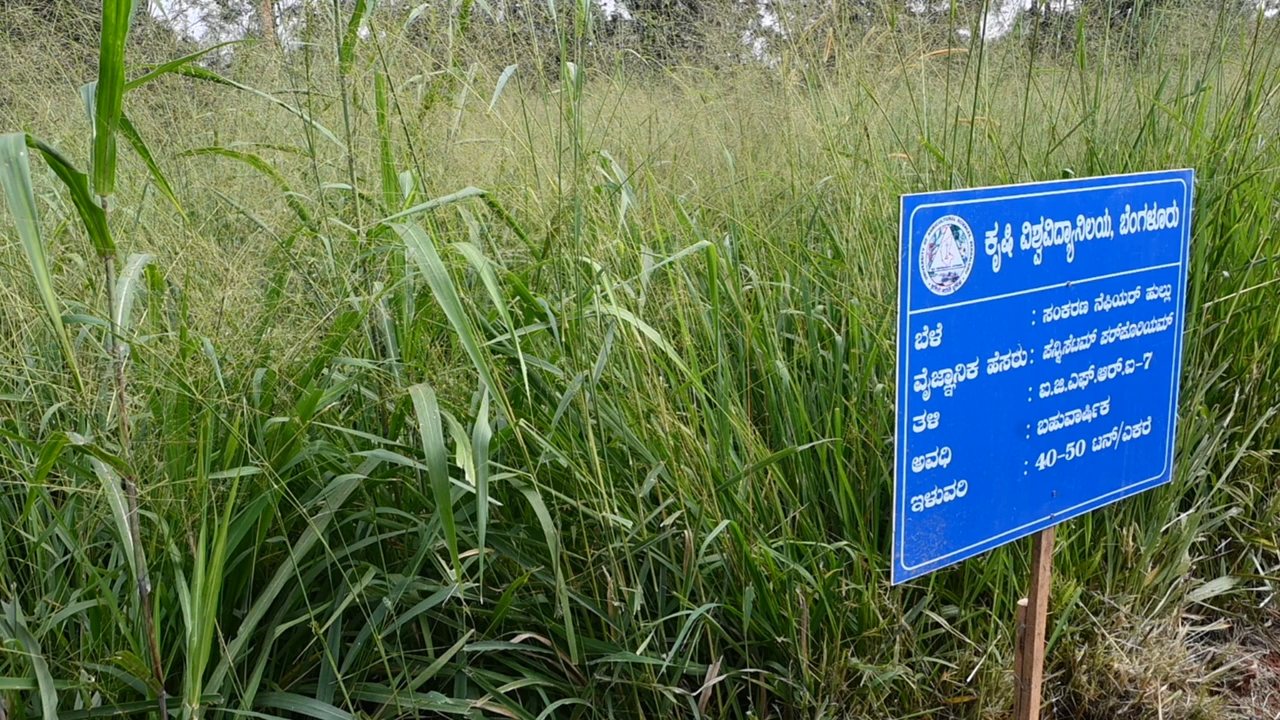 ಕೃಷಿ ವಿಶ್ವವಿದ್ಯಾನಿಲಯ, ಬೆಂಗಳೂರು
ಬೆಳೆ : ಸಂಕರಣ ನೆಫಿಯರ್ ಹುಲ್ಲು
ವೈಜ್ಞಾನಿಕ ಹೆಸರು : ಪೆನ್ನಿಸೆಟಮ್ ಪರ್‌ಪೂರಿಯಮ್
ತಳಿ : ಐ.ಜಿ.ಎಫ್.ಆರ್.ಐ-7
ಅವಧಿ : ಬಹುವಾರ್ಷಿಕ
ಇಳುವರಿ : 40-50 ಟನ್/ಎಕರೆ